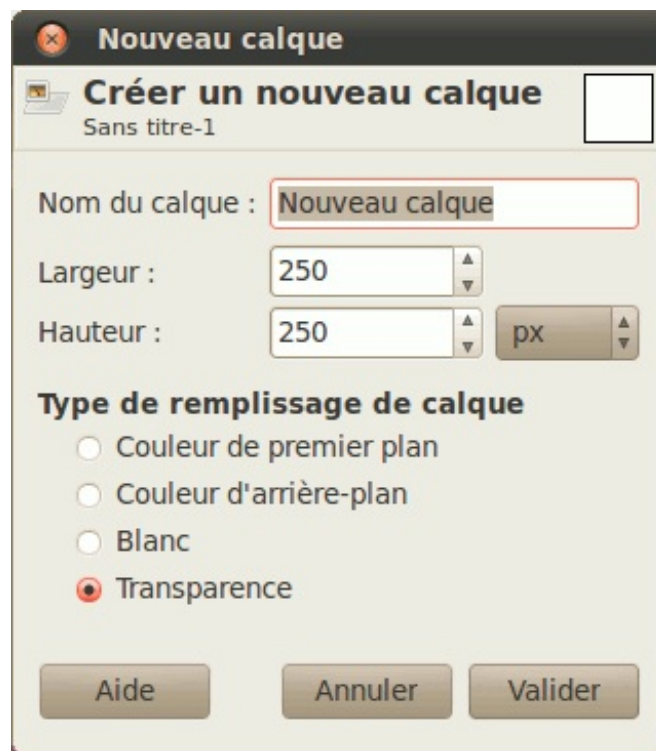 Nouveau calque
Créer un nouveau calque
Sans titre-1
Nom du calque : Nouveau calque
Largeur : 250
Hauteur : 250 px
Type de remplissage de calque
Couleur de premier plan
Couleur d'arrière-plan
Blanc
Transparence
Aide Annuler Valider